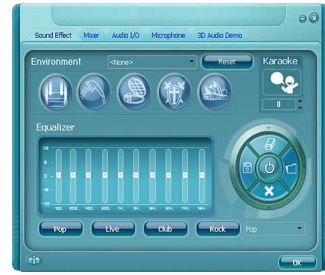 Sound Effect Mixer Audio I/O Microphone 3D Audio Demo
Environment <None> Reset Karaoke
0
Equalizer
Pop Live Club Rock Pop
OK